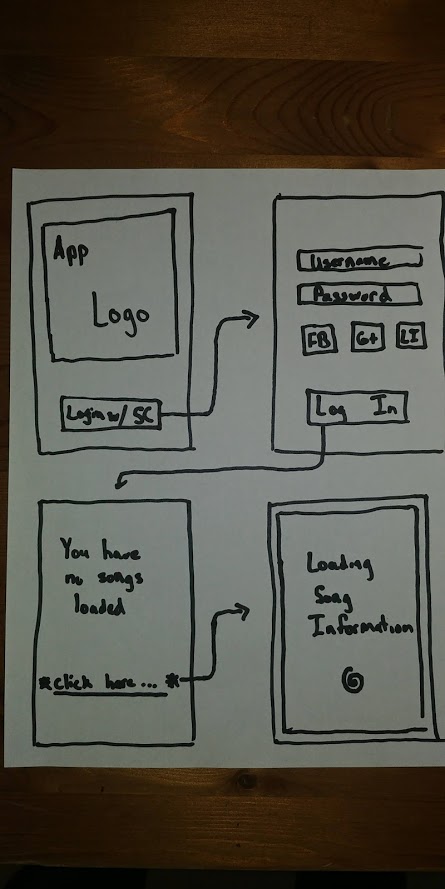 App
Logo
Login w/ SC
Username
Password
FB
G+
LI
Log In
You have
no songs
loaded
*click here...*
Loading
Song
Information